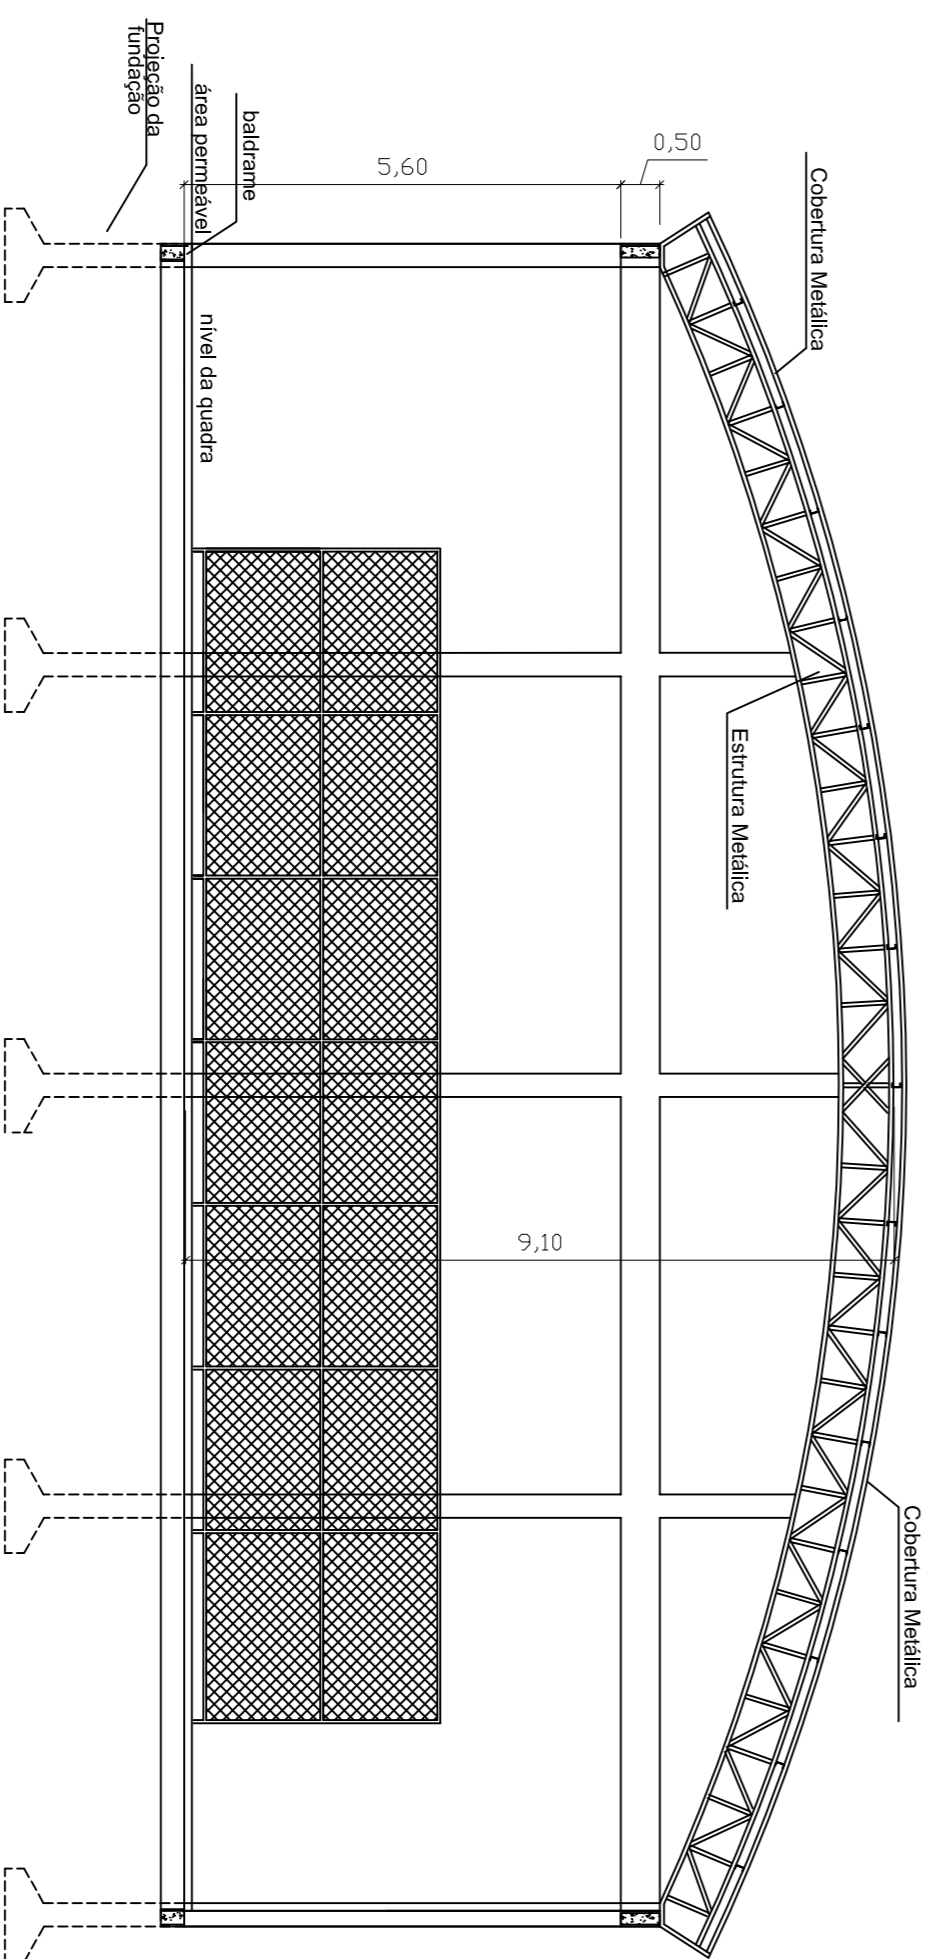 Projeção da
fundação
área permeável
baldrame
nível da quadra
5,60
0,50
Cobertura Metálica
Estrutura Metálica
9,10
Cobertura Metálica